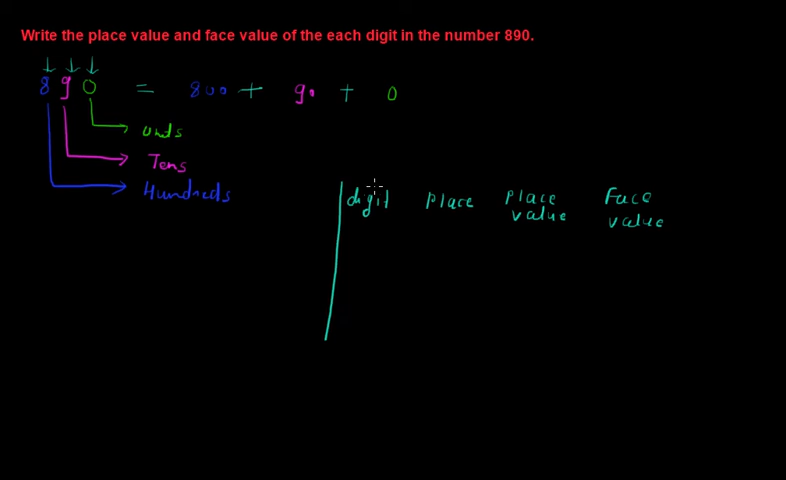 Write the place value and face value of the each digit in the number 890.
890 = 800 + 90 + 0
Units
Tens
Hundreds
digit place place value Face value